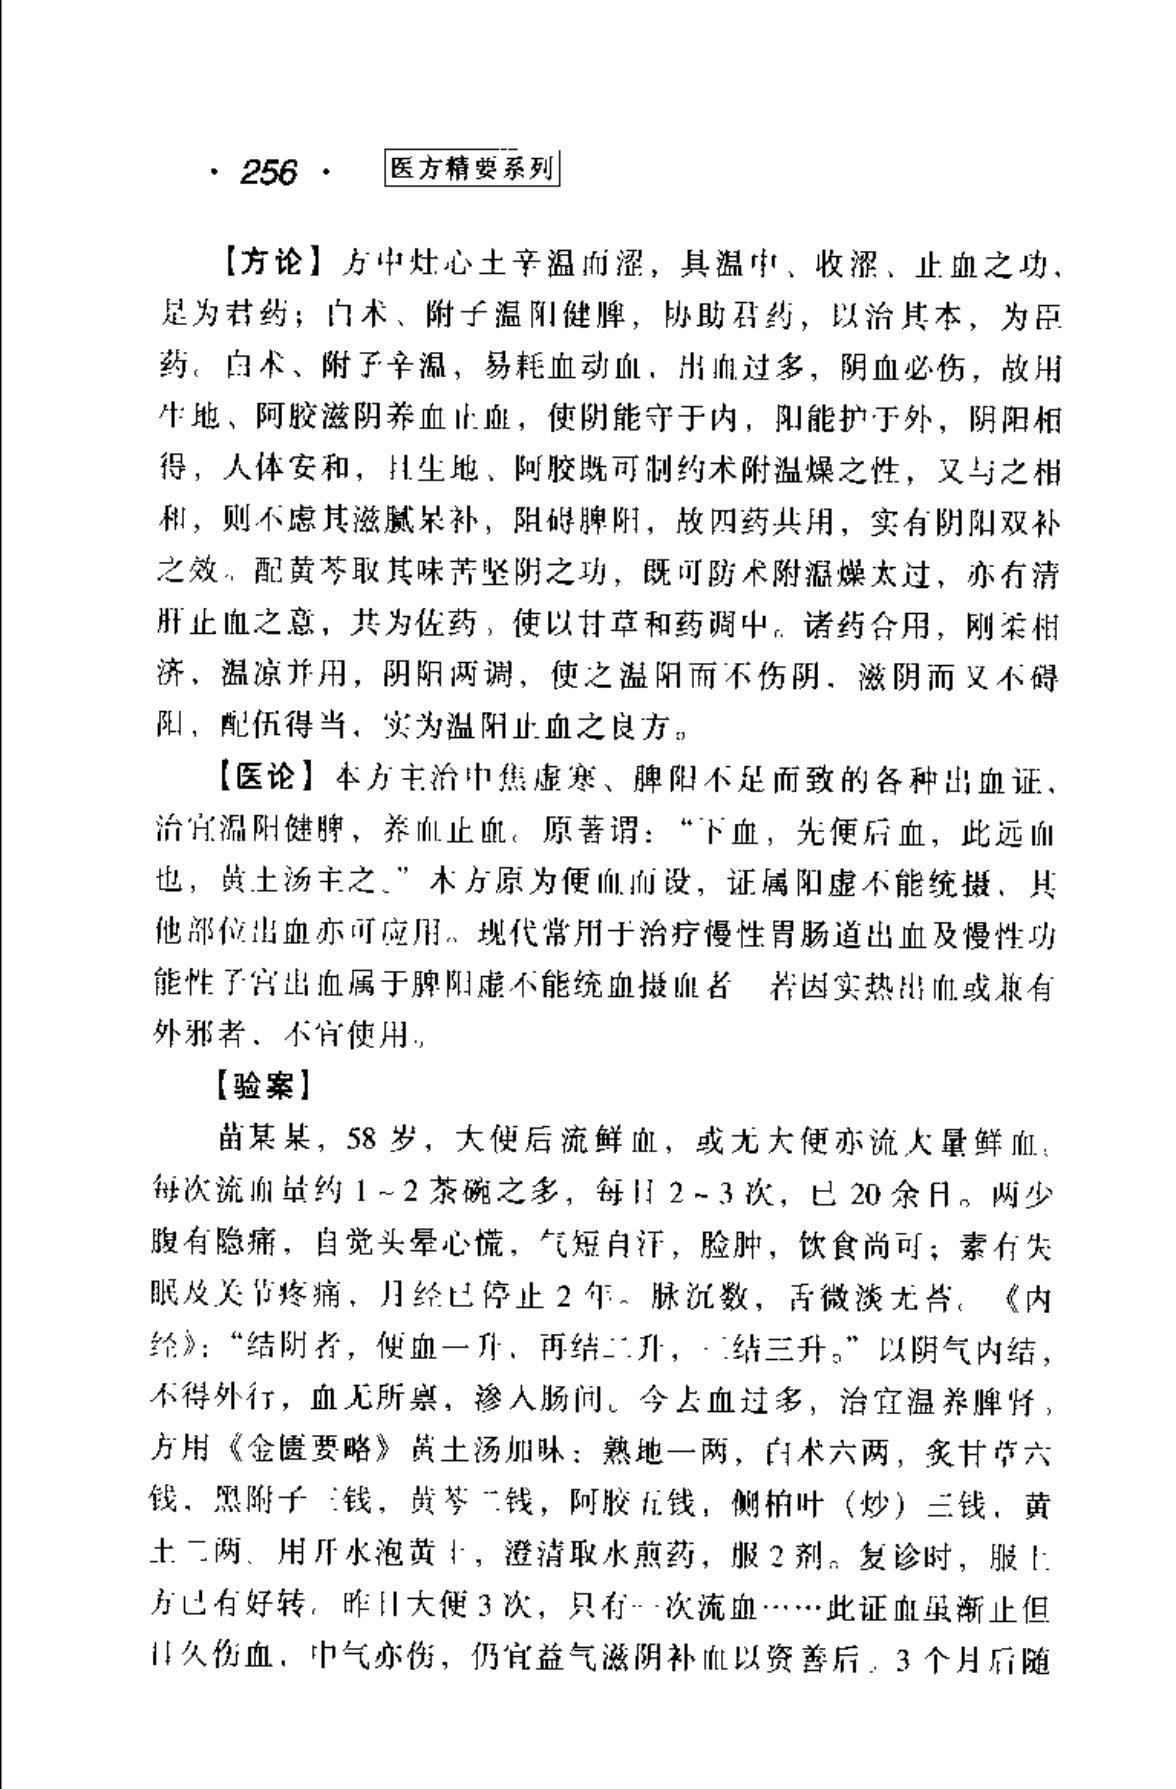 · 256 · 医方精要系列
【方论】方中灶心土辛温而涩，具温中、收涩、止血之功，
是为君药；白术、附子温阳健脾，协助君药，以治其本，为臣
药。白术、附子辛温，易耗血动血，出血过多，阴血必伤，故用
生地、阿胶滋阴养血止血，使阴能守于内，阳能护于外，阴阳相
得，人体安和，且生地、阿胶既可制约术附温燥之性，又与之相
和，则不虑其滋腻呆补，阻碍脾阳，故四药共用，实有阴阳双补
之效。配黄芩取其味苦坚阴之功，既可防术附温燥太过，亦有清
肝止血之意，共为佐药。使以甘草和药调中。诸药合用，刚柔相
济，温凉并用，阴阳两调，使之温阳而不伤阴，滋阴而又不碍
阳，配伍得当，实为温阳止血之良方。
【医论】本方主治中焦虚寒、脾阳不足而致的各种出血证，
治宜温阳健脾，养血止血。原著谓：“下血，先便后血，此远血
也，黄土汤主之。”本方原为便血而设，证属阳虚不能统摄，其
他部位出血亦可应用。现代常用于治疗慢性胃肠道出血及慢性功
能性子宫出血属于脾阳虚不能统血摄血者 若因实热出血或兼有
外邪者，不宜使用。
【验案】
苗某某，58 岁，大便后流鲜血，或无大便亦流大量鲜血，
每次流血量约 1～2 茶碗之多，每日 2～3 次，已 20 余日。两少
腹有隐痛，自觉头晕心慌，气短自汗，脸肿，饮食尚可；素有失
眠及关节疼痛，月经已停止 2 年。脉沉数，舌微淡无苔。《内
经》：“结阴者，便血一升，再结二升，三结三升。”以阴气内结，
不得外行，血无所禀，渗入肠间。今去血过多，治宜温养脾肾。
方用《金匮要略》黄土汤加味：熟地一两，白术六两，炙甘草六
钱，黑附子三钱，黄芩二钱，阿胶五钱，侧柏叶（炒）三钱，黄
土二两。用开水泡黄土，澄清取水煎药，服 2 剂。复诊时，服上
方已有好转，昨日大便 3 次，只有一次流血……此证血虽渐止但
日久伤血，中气亦伤，仍宜益气滋阴补血以资善后。3 个月后随